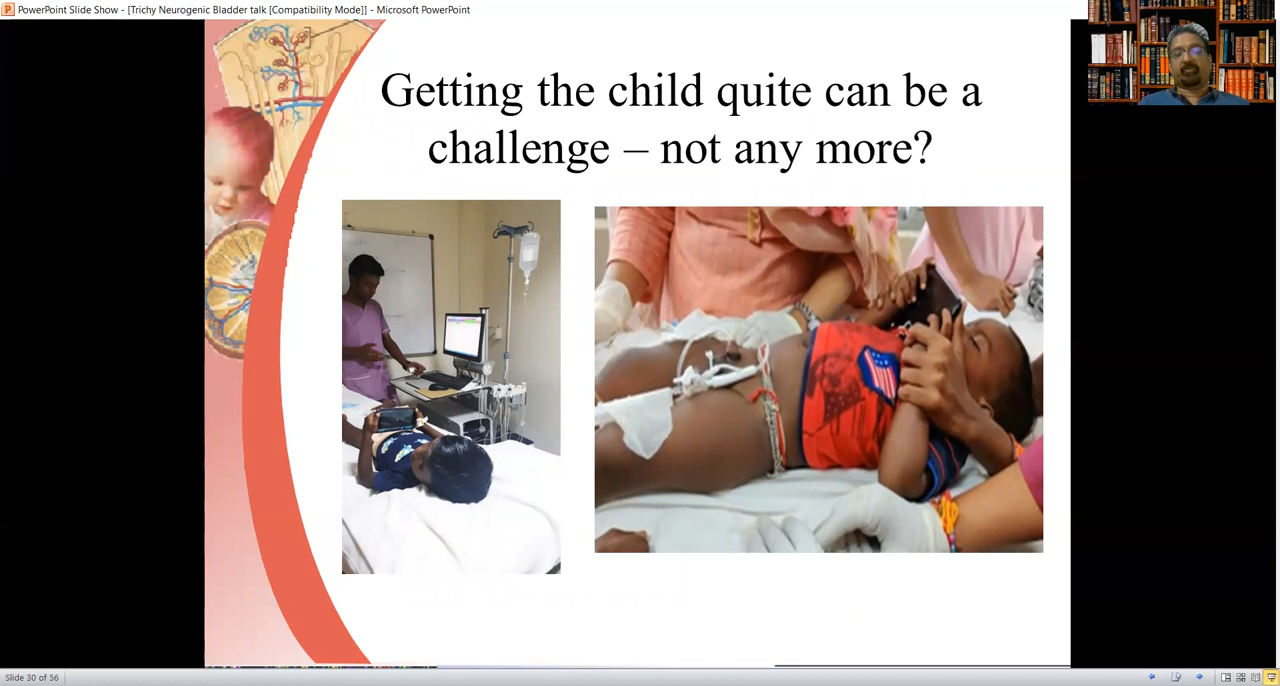 PowerPoint Slide Show - [Trichy Neurogenic Bladder talk [Compatibility Mode]] - Microsoft PowerPoint
Getting the child quite can be a
challenge – not any more?
Slide 30 of 56